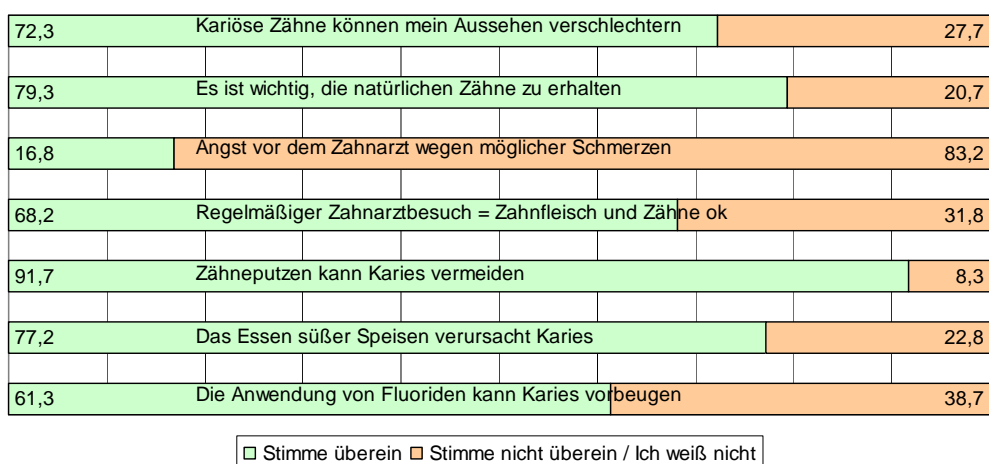 72,3 Kariöse Zähne können mein Aussehen verschlechtern 27,7
79,3 Es ist wichtig, die natürlichen Zähne zu erhalten 20,7
16,8 Angst vor dem Zahnarzt wegen möglicher Schmerzen 83,2
68,2 Regelmäßiger Zahnarztbesuch = Zahnfleisch und Zähne ok 31,8
91,7 Zähneputzen kann Karies vermeiden 8,3
77,2 Das Essen süßer Speisen verursacht Karies 22,8
61,3 Die Anwendung von Fluoriden kann Karies vorbeugen 38,7
Stimme überein Stimme nicht überein / Ich weiß nicht